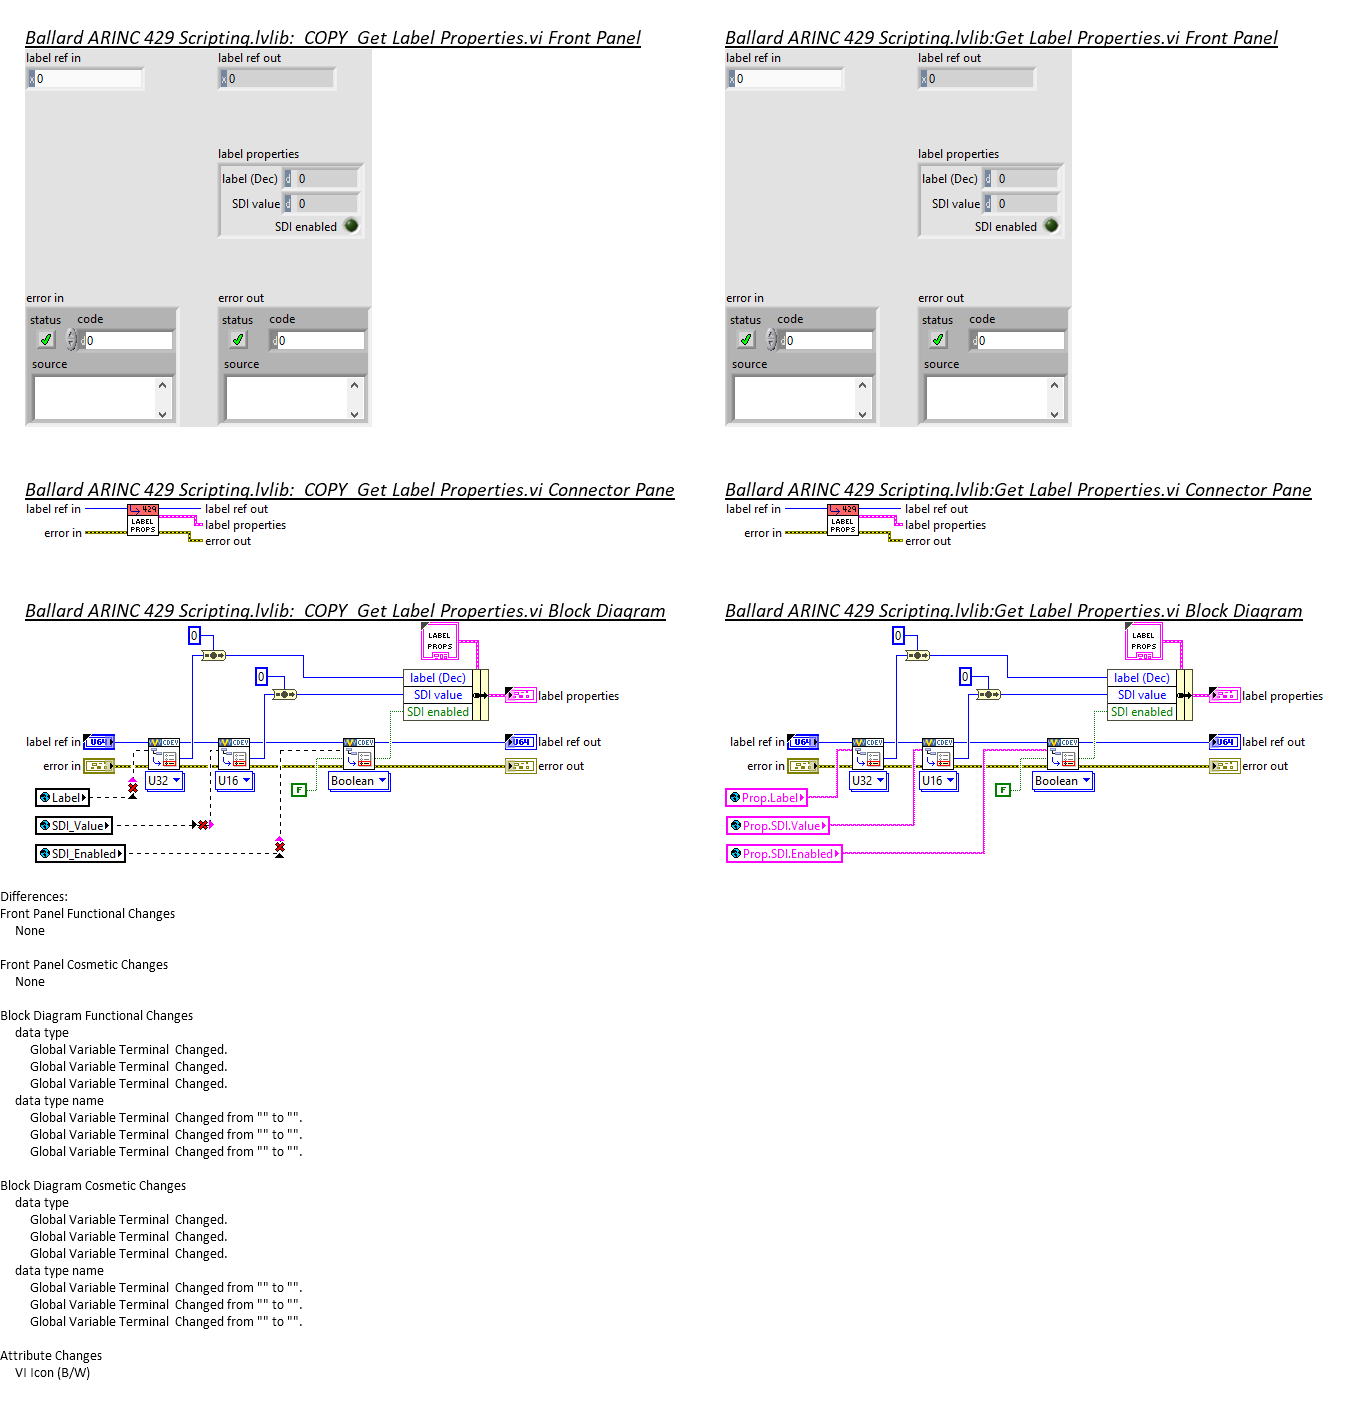 Ballard ARINC 429 Scripting.lvlib:  COPY  Get Label Properties.vi Front Panel
label ref in
label ref out
x 0
x 0
label properties
label (Dec) d 0
SDI value d 0
SDI enabled
error in
error out
status code
status code
d 0
d 0
source
source
Ballard ARINC 429 Scripting.lvlib:Get Label Properties.vi Front Panel
label ref in
label ref out
x 0
x 0
label properties
label (Dec) d 0
SDI value d 0
SDI enabled
error in
error out
status code
status code
d 0
d 0
source
source
Ballard ARINC 429 Scripting.lvlib:  COPY  Get Label Properties.vi Connector Pane
label ref in
429
label ref out
LABEL
PROPS
label properties
error in
error out
Ballard ARINC 429 Scripting.lvlib:Get Label Properties.vi Connector Pane
label ref in
429
label ref out
LABEL
PROPS
label properties
error in
error out
Ballard ARINC 429 Scripting.lvlib:  COPY  Get Label Properties.vi Block Diagram
0
LABEL
PROPS
0
label (Dec)
SDI value
SDI enabled
label properties
label ref in
U64
CDEV
CDEV
CDEV
U64
label ref out
error in
error out
U32
U16
Boolean
F
Label
SDI_Value
SDI_Enabled
Ballard ARINC 429 Scripting.lvlib:Get Label Properties.vi Block Diagram
0
LABEL
PROPS
0
label (Dec)
SDI value
SDI enabled
label properties
label ref in
U64
CDEV
CDEV
CDEV
U64
label ref out
error in
error out
U32
U16
Boolean
F
Prop.Label
Prop.SDI.Value
Prop.SDI.Enabled
Differences:
Front Panel Functional Changes
None
Front Panel Cosmetic Changes
None
Block Diagram Functional Changes
data type
Global Variable Terminal  Changed.
Global Variable Terminal  Changed.
Global Variable Terminal  Changed.
data type name
Global Variable Terminal  Changed from "" to "".
Global Variable Terminal  Changed from "" to "".
Global Variable Terminal  Changed from "" to "".
Block Diagram Cosmetic Changes
data type
Global Variable Terminal  Changed.
Global Variable Terminal  Changed.
Global Variable Terminal  Changed.
data type name
Global Variable Terminal  Changed from "" to "".
Global Variable Terminal  Changed from "" to "".
Global Variable Terminal  Changed from "" to "".
Attribute Changes
VI Icon (B/W)